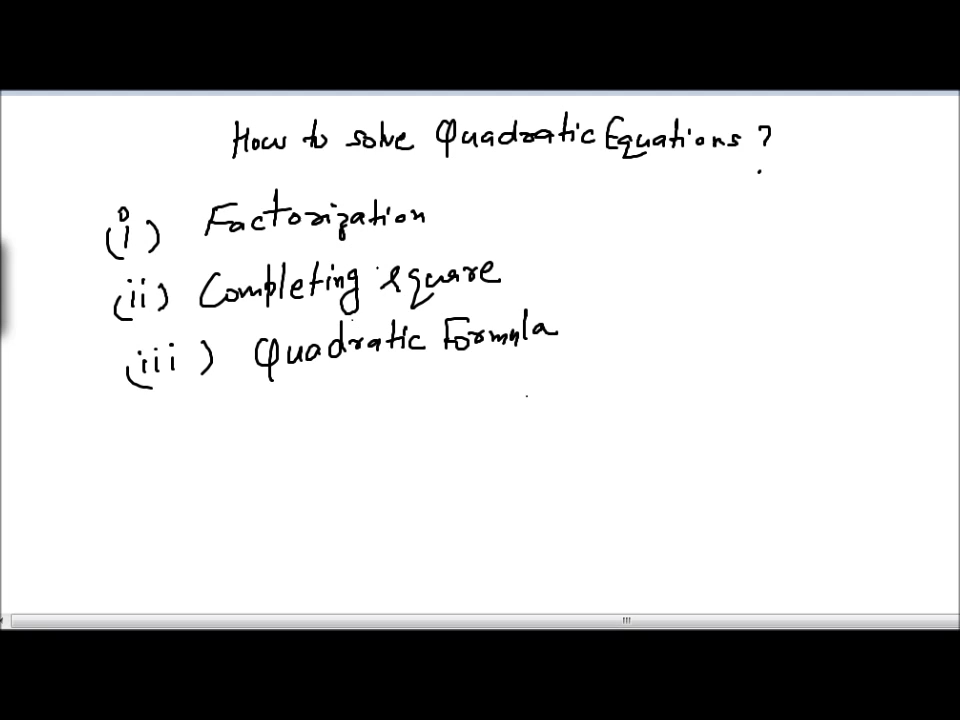 How to solve Quadratic Equations ?
(i) Factorization
(ii) Completing square
(iii) Quadratic Formula